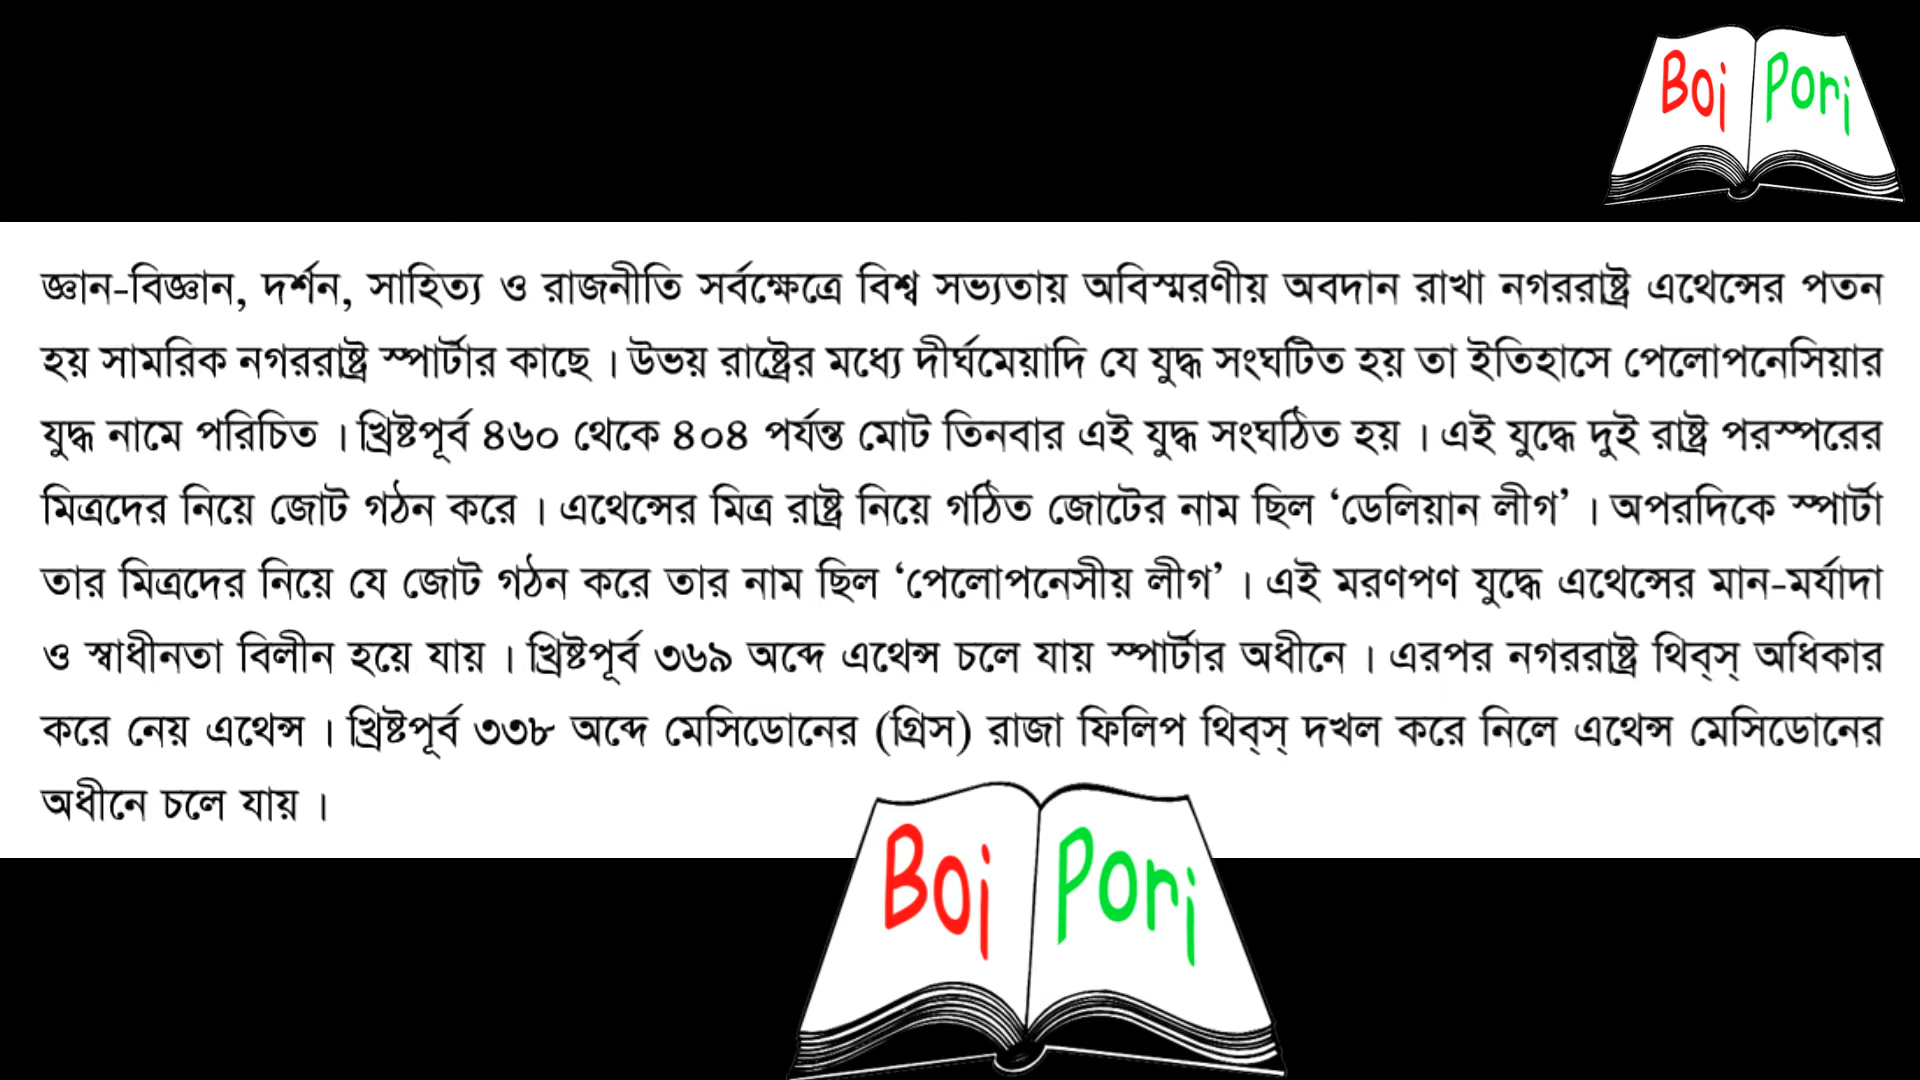 Boi Pori
জ্ঞান-বিজ্ঞান, দর্শন, সাহিত্য ও রাজনীতি সর্বক্ষেত্রে বিশ্ব সভ্যতায় অবিস্মরণীয় অবদান রাখা নগররাষ্ট্র এথেন্সের পতন
হয় সামরিক নগররাষ্ট্র স্পার্টার কাছে । উভয় রাষ্ট্রের মধ্যে দীর্ঘমেয়াদি যে যুদ্ধ সংঘটিত হয় তা ইতিহাসে পেলোপনেসিয়ার
যুদ্ধ নামে পরিচিত । খ্রিষ্টপূর্ব ৪৬০ থেকে ৪০৪ পর্যন্ত মোট তিনবার এই যুদ্ধ সংঘঠিত হয় । এই যুদ্ধে দুই রাষ্ট্র পরস্পরের
মিত্রদের নিয়ে জোট গঠন করে । এথেন্সের মিত্র রাষ্ট্র নিয়ে গঠিত জোটের নাম ছিল ‘ডেলিয়ান লীগ’ । অপরদিকে স্পার্টা
তার মিত্রদের নিয়ে যে জোট গঠন করে তার নাম ছিল ‘পেলোপনেসীয় লীগ’ । এই মরণপণ যুদ্ধে এথেন্সের মান-মর্যাদা
ও স্বাধীনতা বিলীন হয়ে যায় । খ্রিষ্টপূর্ব ৩৬৯ অব্দে এথেন্স চলে যায় স্পার্টার অধীনে । এরপর নগররাষ্ট্র থিব্‌স্ অধিকার
করে নেয় এথেন্স । খ্রিষ্টপূর্ব ৩৩৮ অব্দে মেসিডোনের (গ্রিস) রাজা ফিলিপ থিব্‌স্ দখল করে নিলে এথেন্স মেসিডোনের
অধীনে চলে যায় ।
Boi Pori